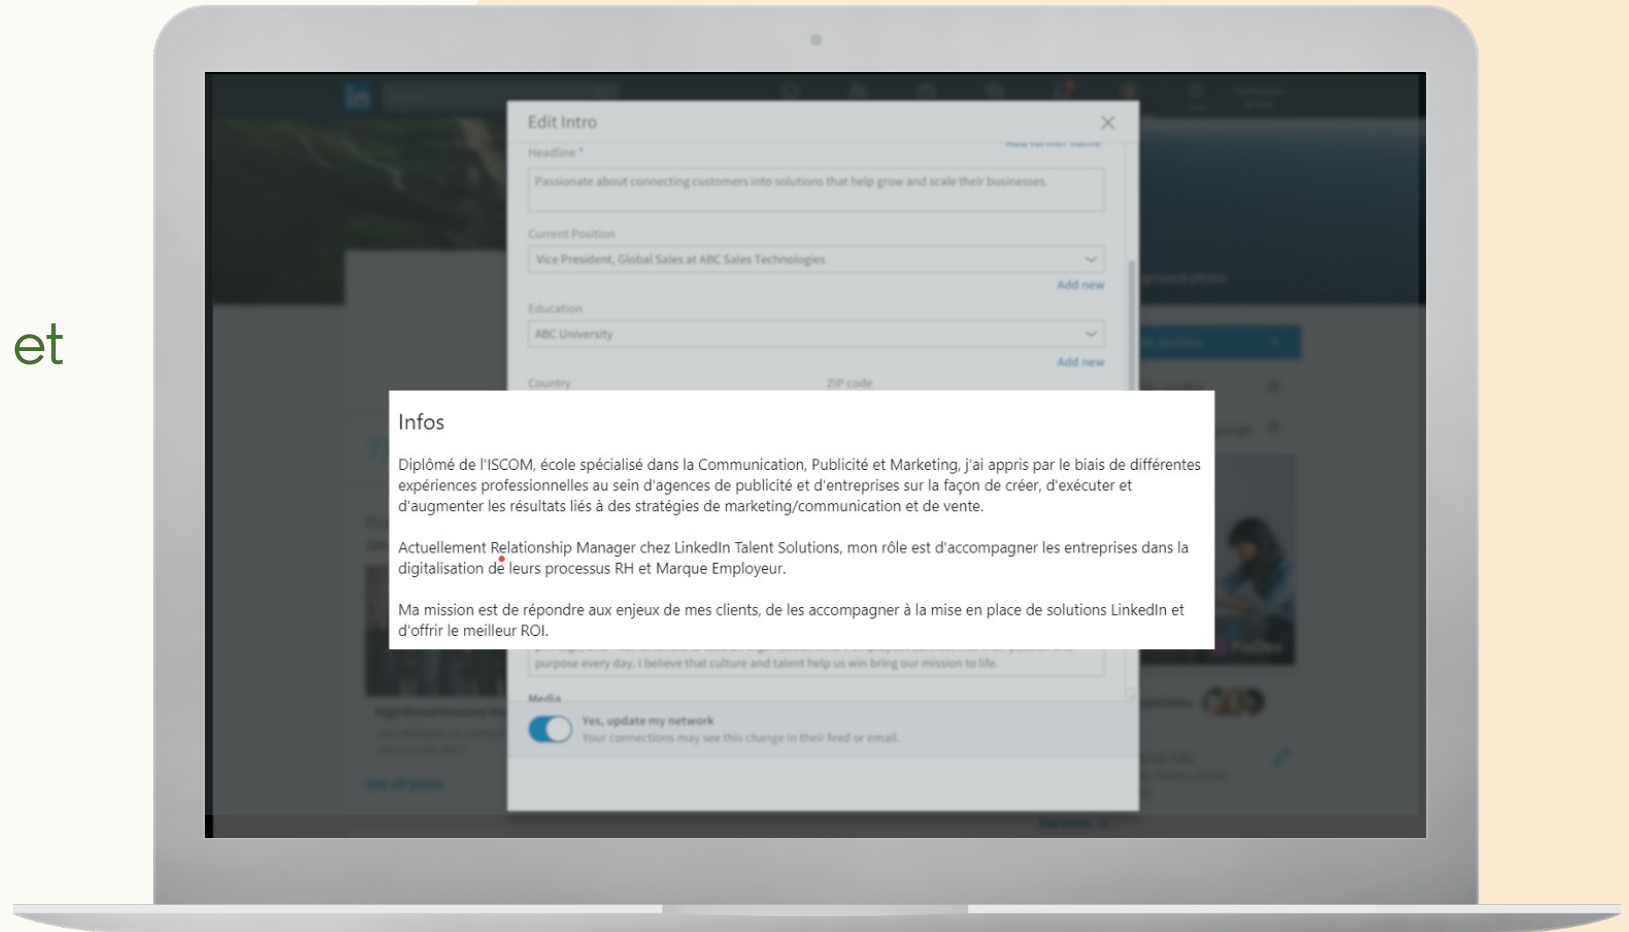 et
in
Edit Intro
Headline *
Passionate about connecting customers into solutions that help grow and scale their businesses.
Current Position
Vice President, Global Sales at ABC Sales Technologies
Add new
Education
ABC University
Add new
Country
ZIP code
Infos
Diplômé de l'ISCOM, école spécialisé dans la Communication, Publicité et Marketing, j'ai appris par le biais de différentes
expériences professionnelles au sein d'agences de publicité et d'entreprises sur la façon de créer, d'exécuter et
d'augmenter les résultats liés à des stratégies de marketing/communication et de vente.
Actuellement Relationship Manager chez LinkedIn Talent Solutions, mon rôle est d'accompagner les entreprises dans la
digitalisation de leurs processus RH et Marque Employeur.
Ma mission est de répondre aux enjeux de mes clients, de les accompagner à la mise en place de solutions LinkedIn et
d'offrir le meilleur ROI.
purpose every day. I believe that culture and talent help us win bring our mission to life.
Media
Yes, update my network
Your connections may see this change in their feed or email.
See all posts